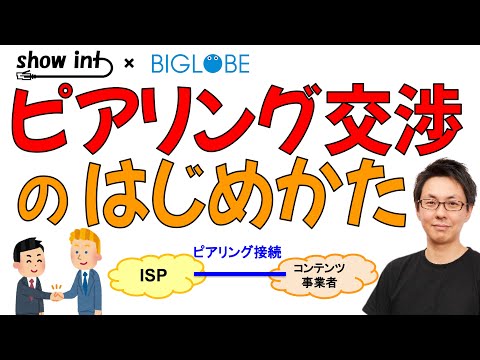 show int × BIGLOBE
ピアリング交渉
のはじめかた
ピアリング接続
ISP
コンテンツ
事業者